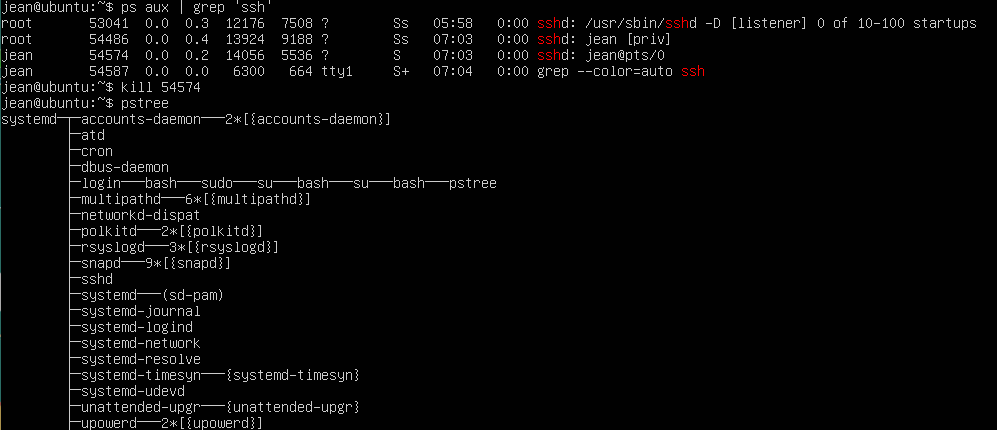 jean@ubuntu:~$ ps aux | grep 'ssh'
root       53041  0.0  0.3  12176  7508 ?        Ss   05:58   0:00 sshd: /usr/sbin/sshd -D [listener] 0 of 10-100 startups
root       54486  0.0  0.4  13924  9188 ?        Ss   07:03   0:00 sshd: jean [priv]
jean       54574  0.0  0.2  14056  5536 ?        S    07:03   0:00 sshd: jean@pts/0
jean       54587  0.0  0.0   6300   664 tty1     S+   07:04   0:00 grep --color=auto ssh
jean@ubuntu:~$ kill 54574
jean@ubuntu:~$ pstree
systemd─┬─accounts-daemon───2*[{accounts-daemon}]
        ├─atd
        ├─cron
        ├─dbus-daemon
        ├─login───bash───sudo───su───bash───su───bash───pstree
        ├─multipathd───6*[{multipathd}]
        ├─networkd-dispat
        ├─polkitd───2*[{polkitd}]
        ├─rsyslogd───3*[{rsyslogd}]
        ├─snapd───9*[{snapd}]
        ├─sshd
        ├─systemd───(sd-pam)
        ├─systemd-journal
        ├─systemd-logind
        ├─systemd-network
        ├─systemd-resolve
        ├─systemd-timesyn───{systemd-timesyn}
        ├─systemd-udevd
        ├─unattended-upgr───{unattended-upgr}
        ├─upowerd───2*[{upowerd}]